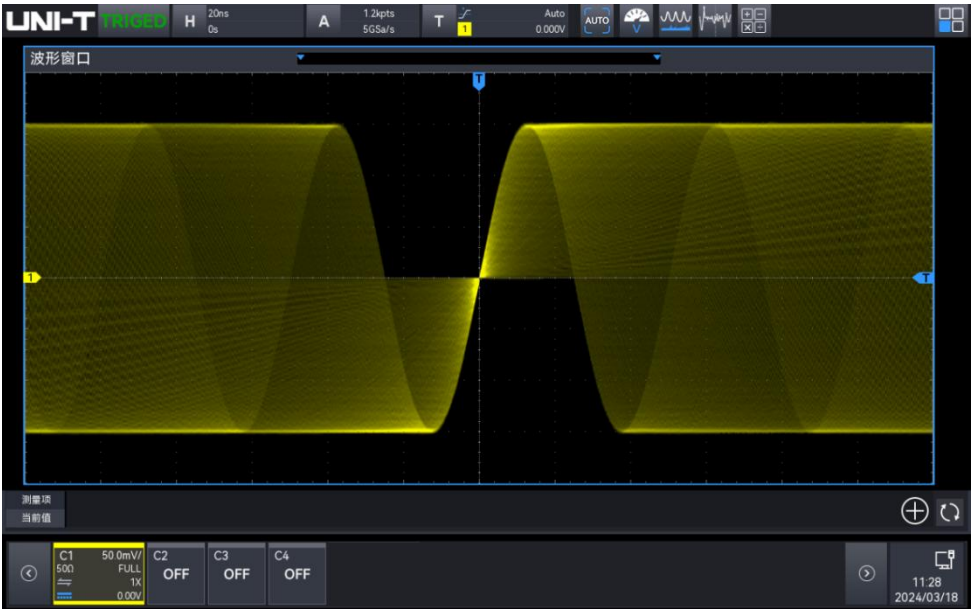 UNI-T TRIGED H 20ns 0s A 1.2kpts 5GSa/s T 1 Auto 0.000V AUTO
波形窗口
T
1 T
测量项
当前值
C1 50.0mV/ C2 C3 C4
50Ω FULL OFF OFF OFF
1X
0.00V
11:28
2024/03/18